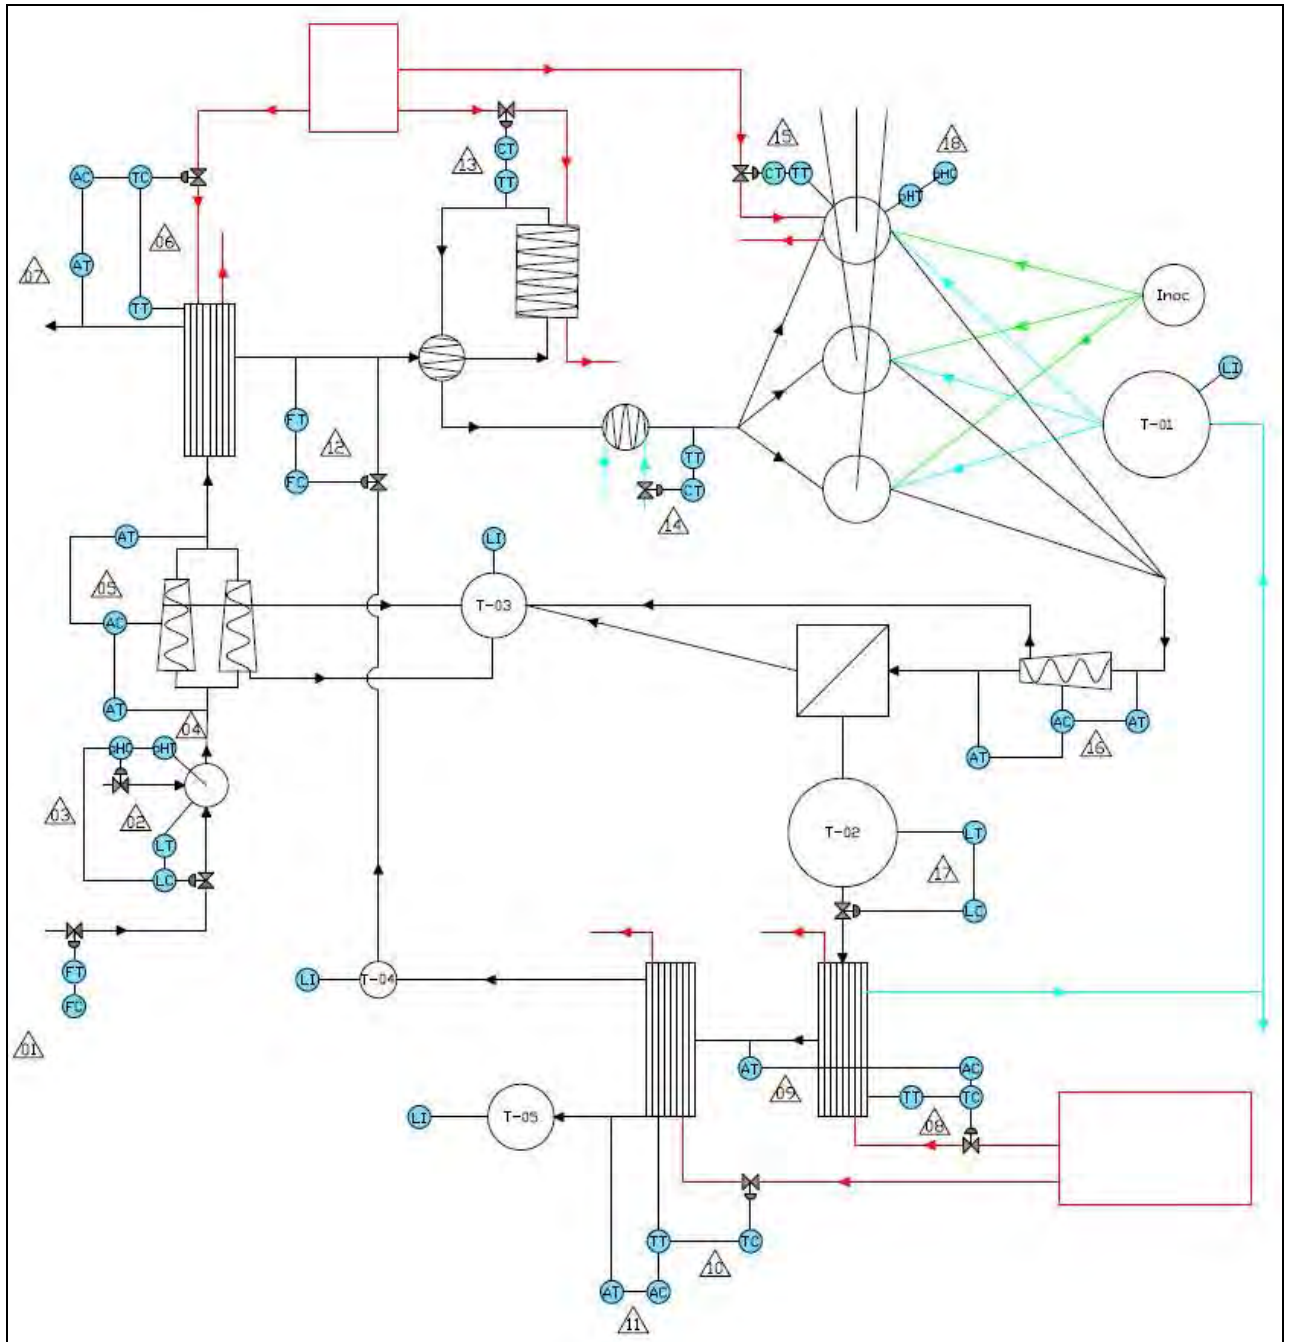 CT
TT
13
15
CT
TT
18
pHC
pHT
AC
TC
06
AT
07
TT
Inoc
LI
T-01
FT
12
FC
TT
CT
14
AT
LI
05
T-03
AC
AT
04
pHC
pHT
AC
AT
16
AT
03
02
LT
LC
T-02
LT
17
LC
FT
FC
01
LI
T-04
AT
AC
09
TT
TC
08
LI
T-05
TT
TC
10
AT
AC
11